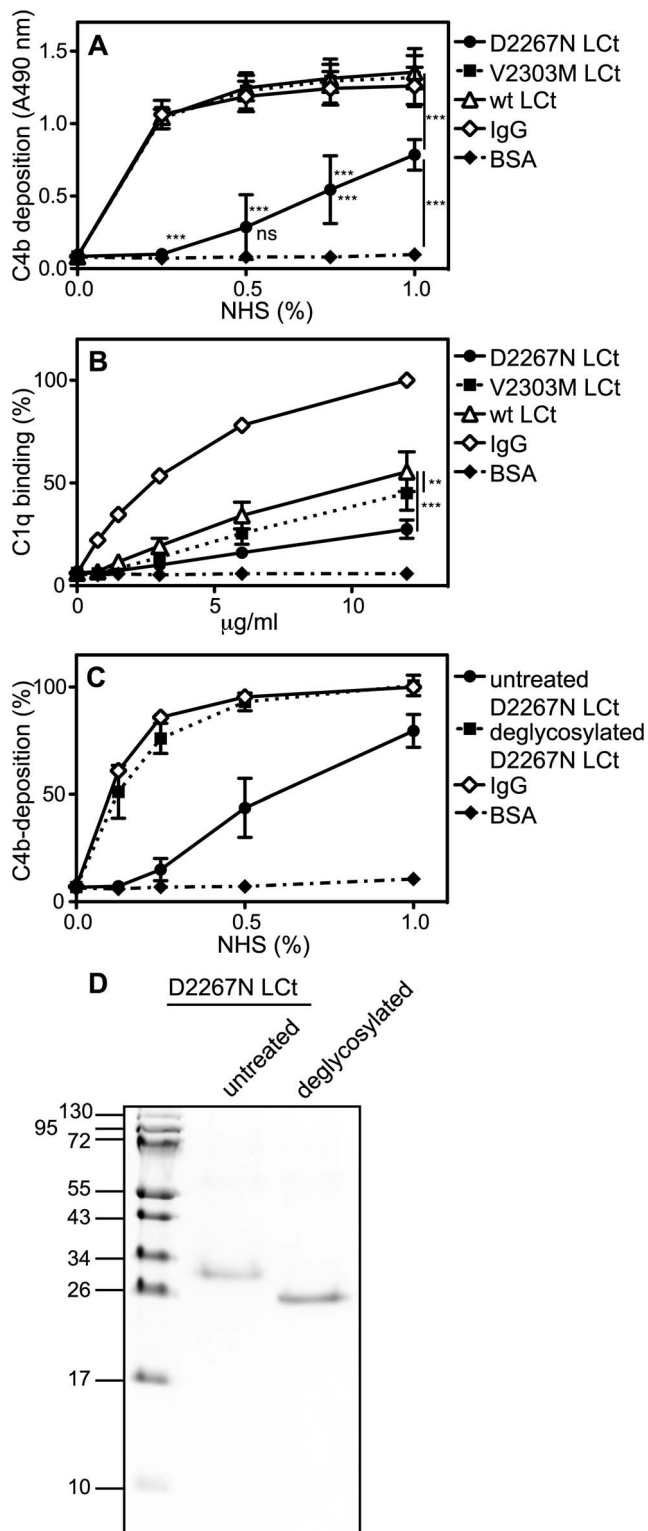 A
C4b deposition (A490 nm)
1.5
1.0
0.5
0.0
***
***
ns
***
***
***
***
0.0 0.5 1.0
NHS (%)
D2267N LCt
V2303M LCt
wt LCt
IgG
BSA
B
C1q binding (%)
100
50
0
**
***
0 5 10
µg/ml
D2267N LCt
V2303M LCt
wt LCt
IgG
BSA
C
C4b-deposition (%)
100
50
0
0.0 0.5 1.0
NHS (%)
untreated
D2267N LCt
deglycosylated
D2267N LCt
IgG
BSA
D
D2267N LCt
untreated
deglycosylated
130
95
72
55
43
34
26
17
10